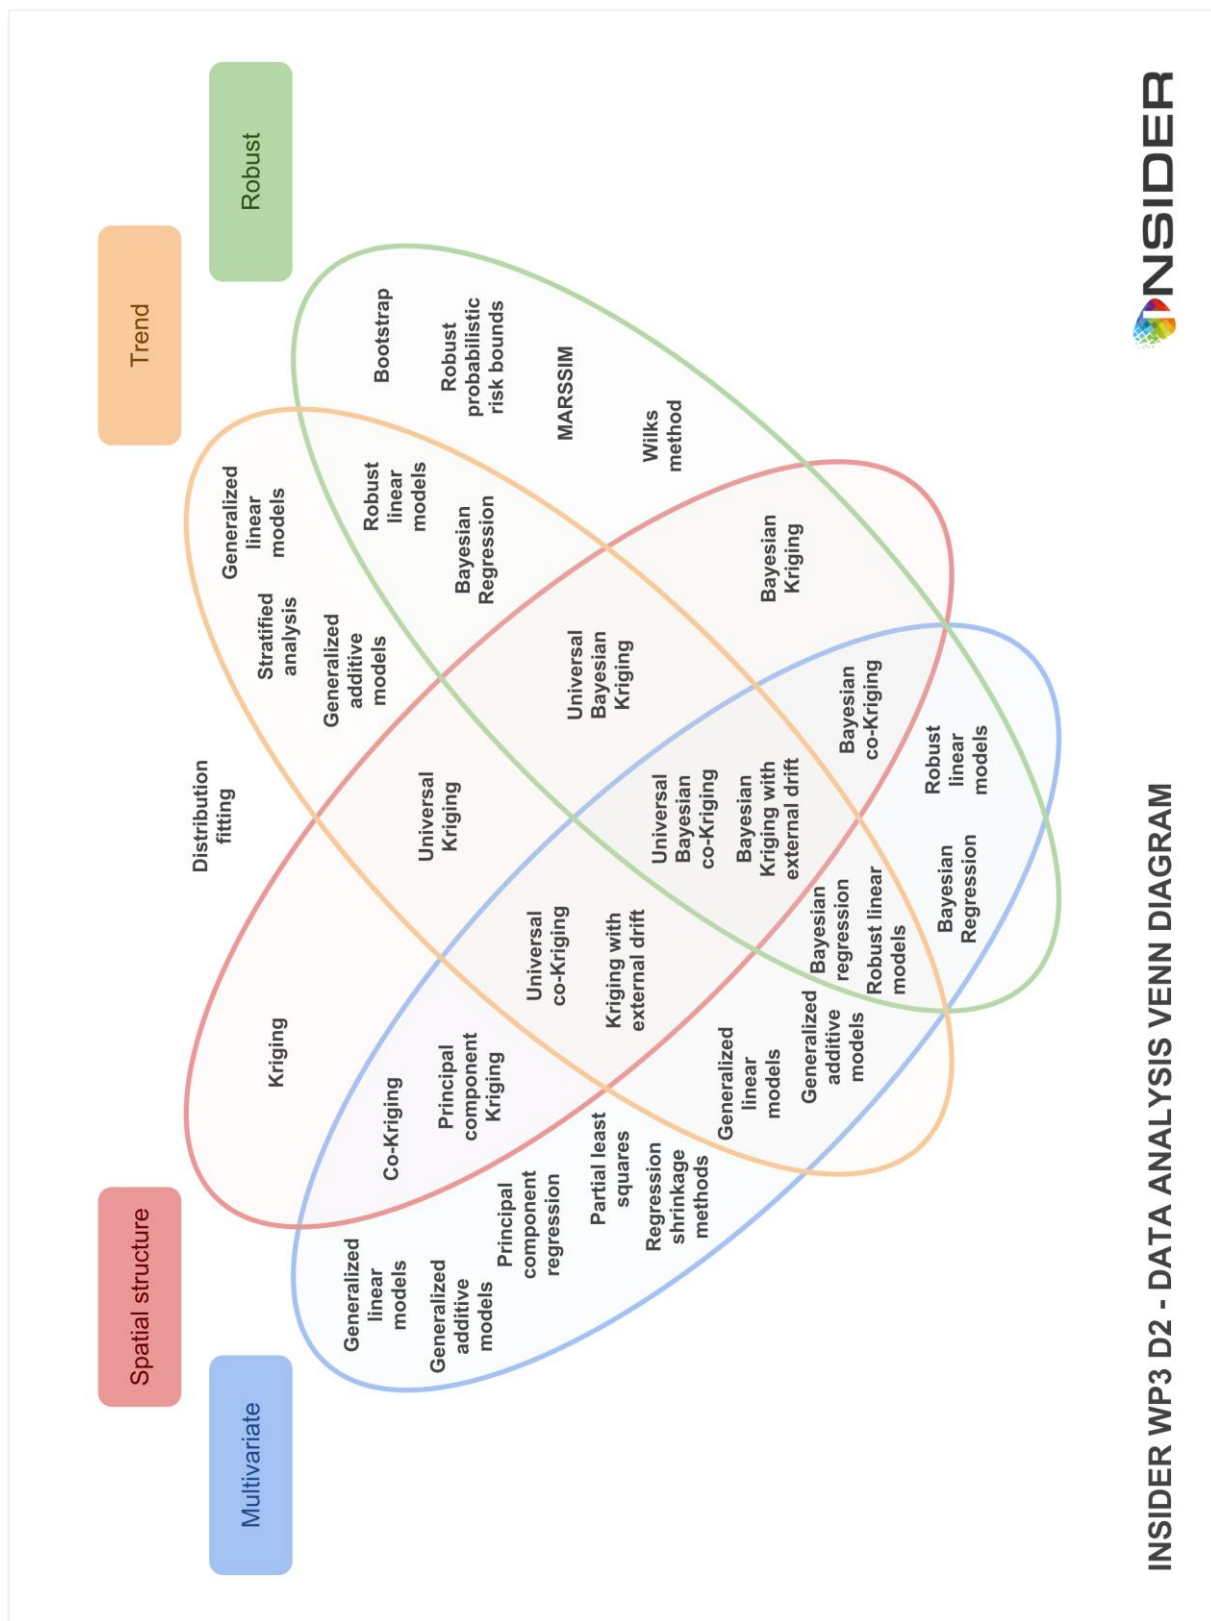 Multivariate
Spatial structure
Trend
Robust
Distribution
fitting
Kriging
Generalized
linear
models
Stratified
analysis
Generalized
additive
models
Generalized
linear
models
Generalized
additive
models
Principal
component
regression
Partial least
squares
Regression
shrinkage
methods
Co-Kriging
Principal
component
Kriging
Universal
Kriging
Robust
linear
models
Bayesian
Regression
Bootstrap
Robust
probabilistic
risk bounds
MARSSIM
Wilks
method
Universal
co-Kriging
Kriging with
external drift
Universal
Bayesian
Kriging
Universal
Bayesian
co-Kriging
Bayesian
Kriging with
external drift
Bayesian
Kriging
Generalized
linear
models
Generalized
additive
models
Bayesian
regression
Robust linear
models
Bayesian
co-Kriging
Bayesian
Regression
Robust
linear
models
INSIDER WP3 D2 - DATA ANALYSIS VENN DIAGRAM
INSIDER